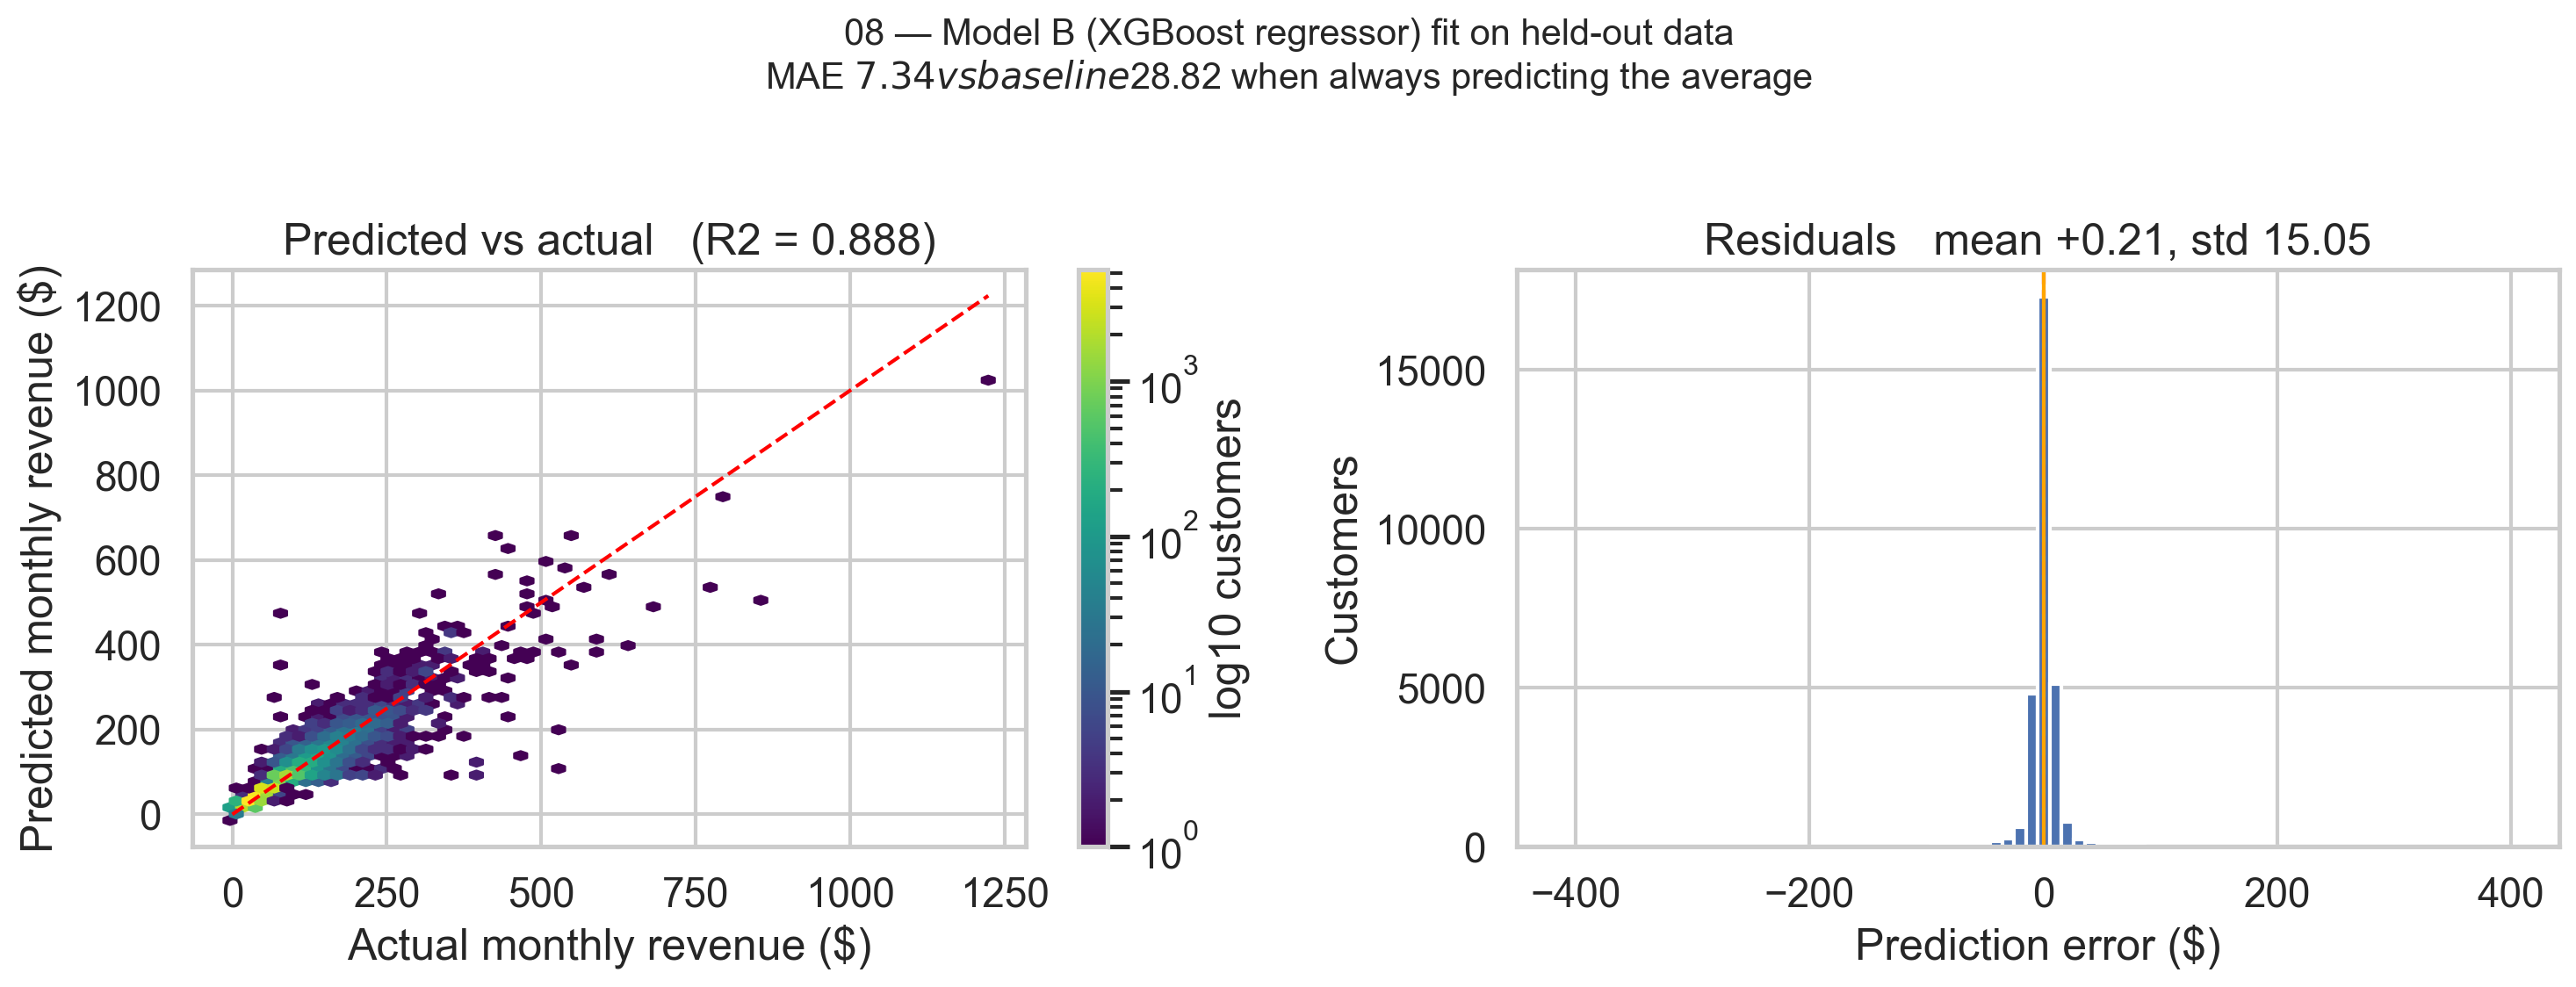 08 — Model B (XGBoost regressor) fit on held-out data
MAE 7.34vsbaseline28.82 when always predicting the average
Predicted vs actual (R2 = 0.888)
Predicted monthly revenue ($)
1200
1000
800
600
400
200
0
0 250 500 750 1000 1250
Actual monthly revenue ($)
10³
10²
10¹
10⁰
log10 customers
Residuals mean +0.21, std 15.05
Customers
15000
10000
5000
0
−400 −200 0 200 400
Prediction error ($)